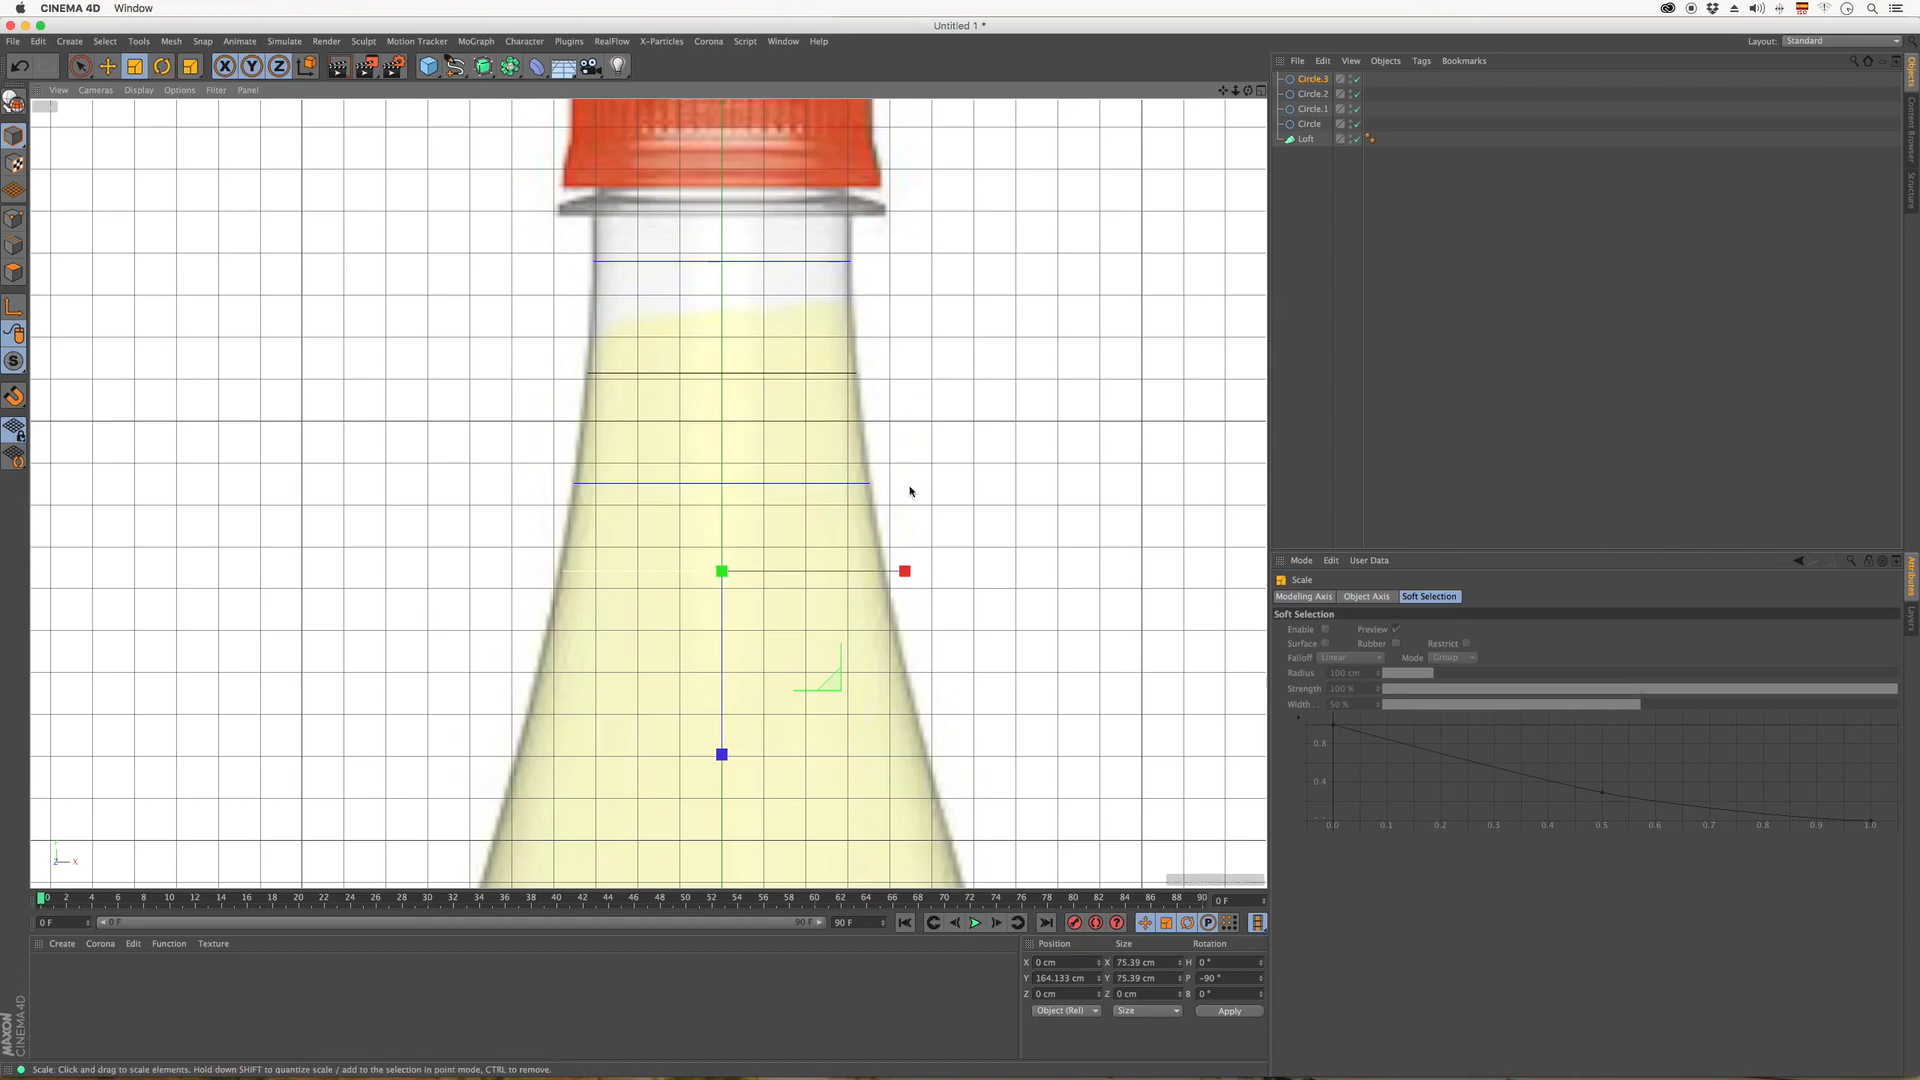 CINEMA 4D Window
Untitled 1 *
File Edit Create Select Tools Mesh Snap Animate Simulate Render Sculpt Motion Tracker MoGraph Character Plugins RealFlow X-Particles Corona Script Window Help
Layout: Standard
X Y Z
File Edit View Objects Tags Bookmarks
View Cameras Display Options Filter Panel
Circle.3
Circle.2
Circle.1
Circle
Loft
Objects
Content Browser
Structure
Mode Edit User Data
Scale
Modeling Axis Object Axis Soft Selection
Soft Selection
Enable Preview
Surface Rubber Restrict
Falloff Linear Mode Group
Radius 100 cm
Strength 100 %
Width . . 50 %
0.8
0.4
0.0 0.1 0.2 0.3 0.4 0.5 0.6 0.7 0.8 0.9 1.0
Attributes
Layers
Y
Z X
0 2 4 6 8 10 12 14 16 18 20 22 24 26 28 30 32 34 36 38 40 42 44 46 48 50 52 54 56 58 60 62 64 66 68 70 72 74 76 78 80 82 84 86 88 90 0 F
0 F 0 F 90 F 90 F
Create Corona Edit Function Texture
Position Size Rotation
X 0 cm X 75.39 cm H 0 °
Y 164.133 cm Y 75.39 cm P -90 °
Z 0 cm Z 0 cm B 0 °
Object (Rel) Size Apply
MAXON CINEMA 4D
Scale: Click and drag to scale elements. Hold down SHIFT to quantize scale / add to the selection in point mode, CTRL to remove.